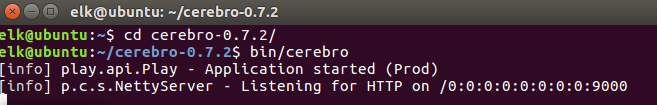 elk@ubuntu: ~/cerebro-0.7.2
elk@ubuntu:~$ cd cerebro-0.7.2/
elk@ubuntu:~/cerebro-0.7.2$ bin/cerebro
[info] play.api.Play - Application started (Prod)
[info] p.c.s.NettyServer - Listening for HTTP on /0:0:0:0:0:0:0:0:9000